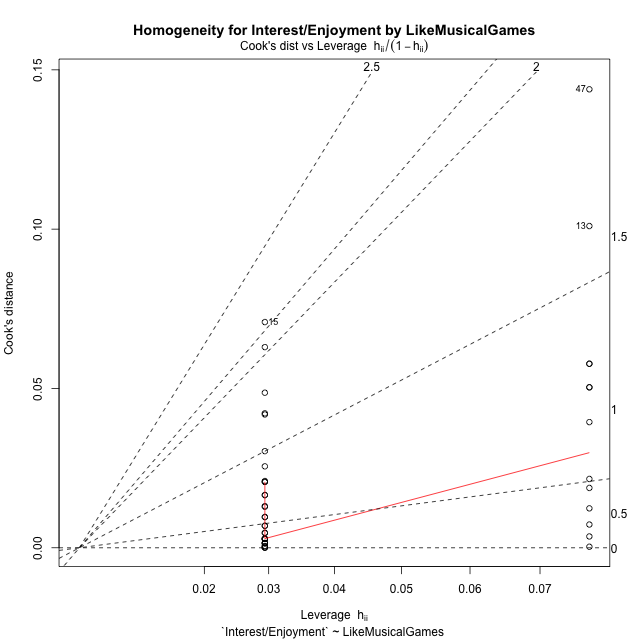 Homogeneity for Interest/Enjoyment by LikeMusicalGames
Cook's dist vs Leverage hᵢᵢ/(1 − hᵢᵢ)
2.5
2
0.15
47
13
1.5
0.10
Cook's distance
15
0.05
1
0.5
0.00
0
0.02 0.03 0.04 0.05 0.06 0.07
Leverage hᵢᵢ
`Interest/Enjoyment` ~ LikeMusicalGames